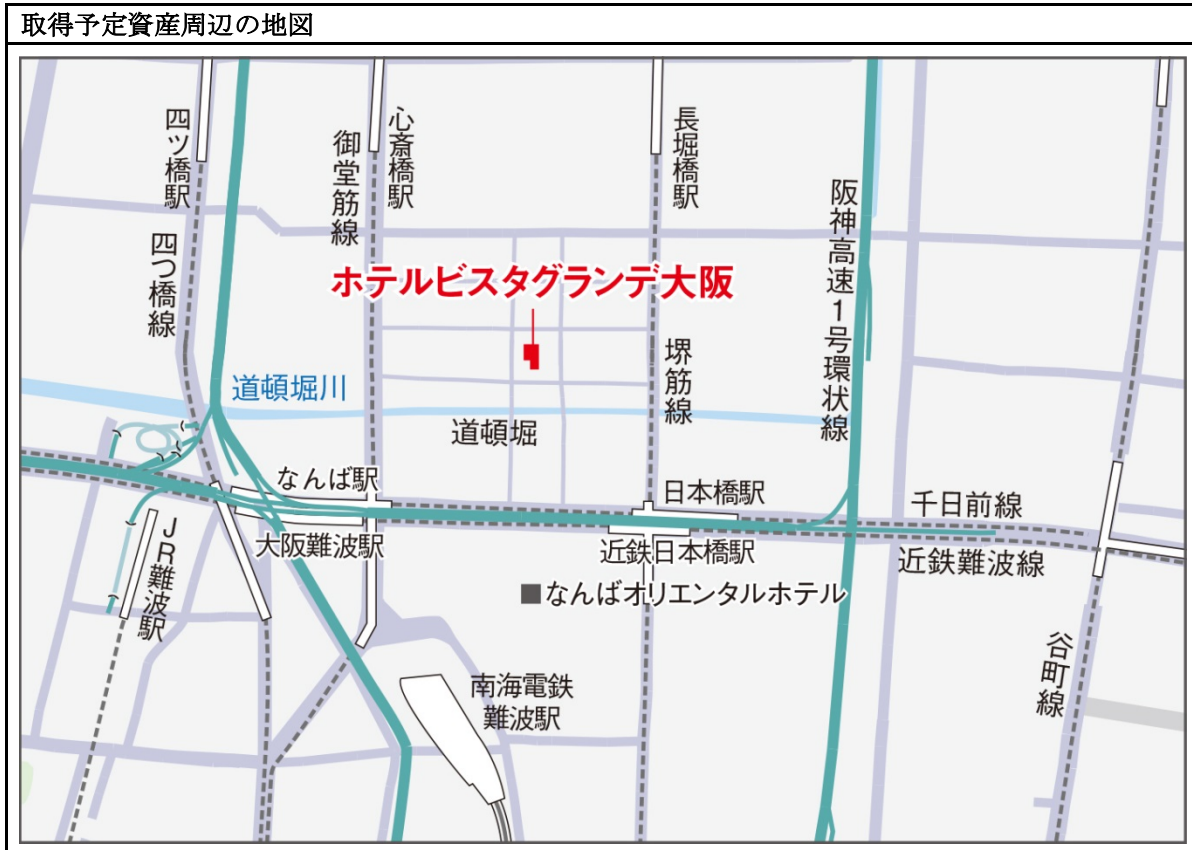 取得予定資産周辺の地図
四ツ橋駅
四つ橋線
御堂筋線
心斎橋駅
長堀橋駅
阪神高速1号環状線
ホテルビスタグランデ大阪
堺筋線
道頓堀川
道頓堀
なんば駅
日本橋駅
千日前線
大阪難波駅
近鉄日本橋駅
近鉄難波線
JR難波駅
■なんばオリエンタルホテル
谷町線
南海電鉄
難波駅